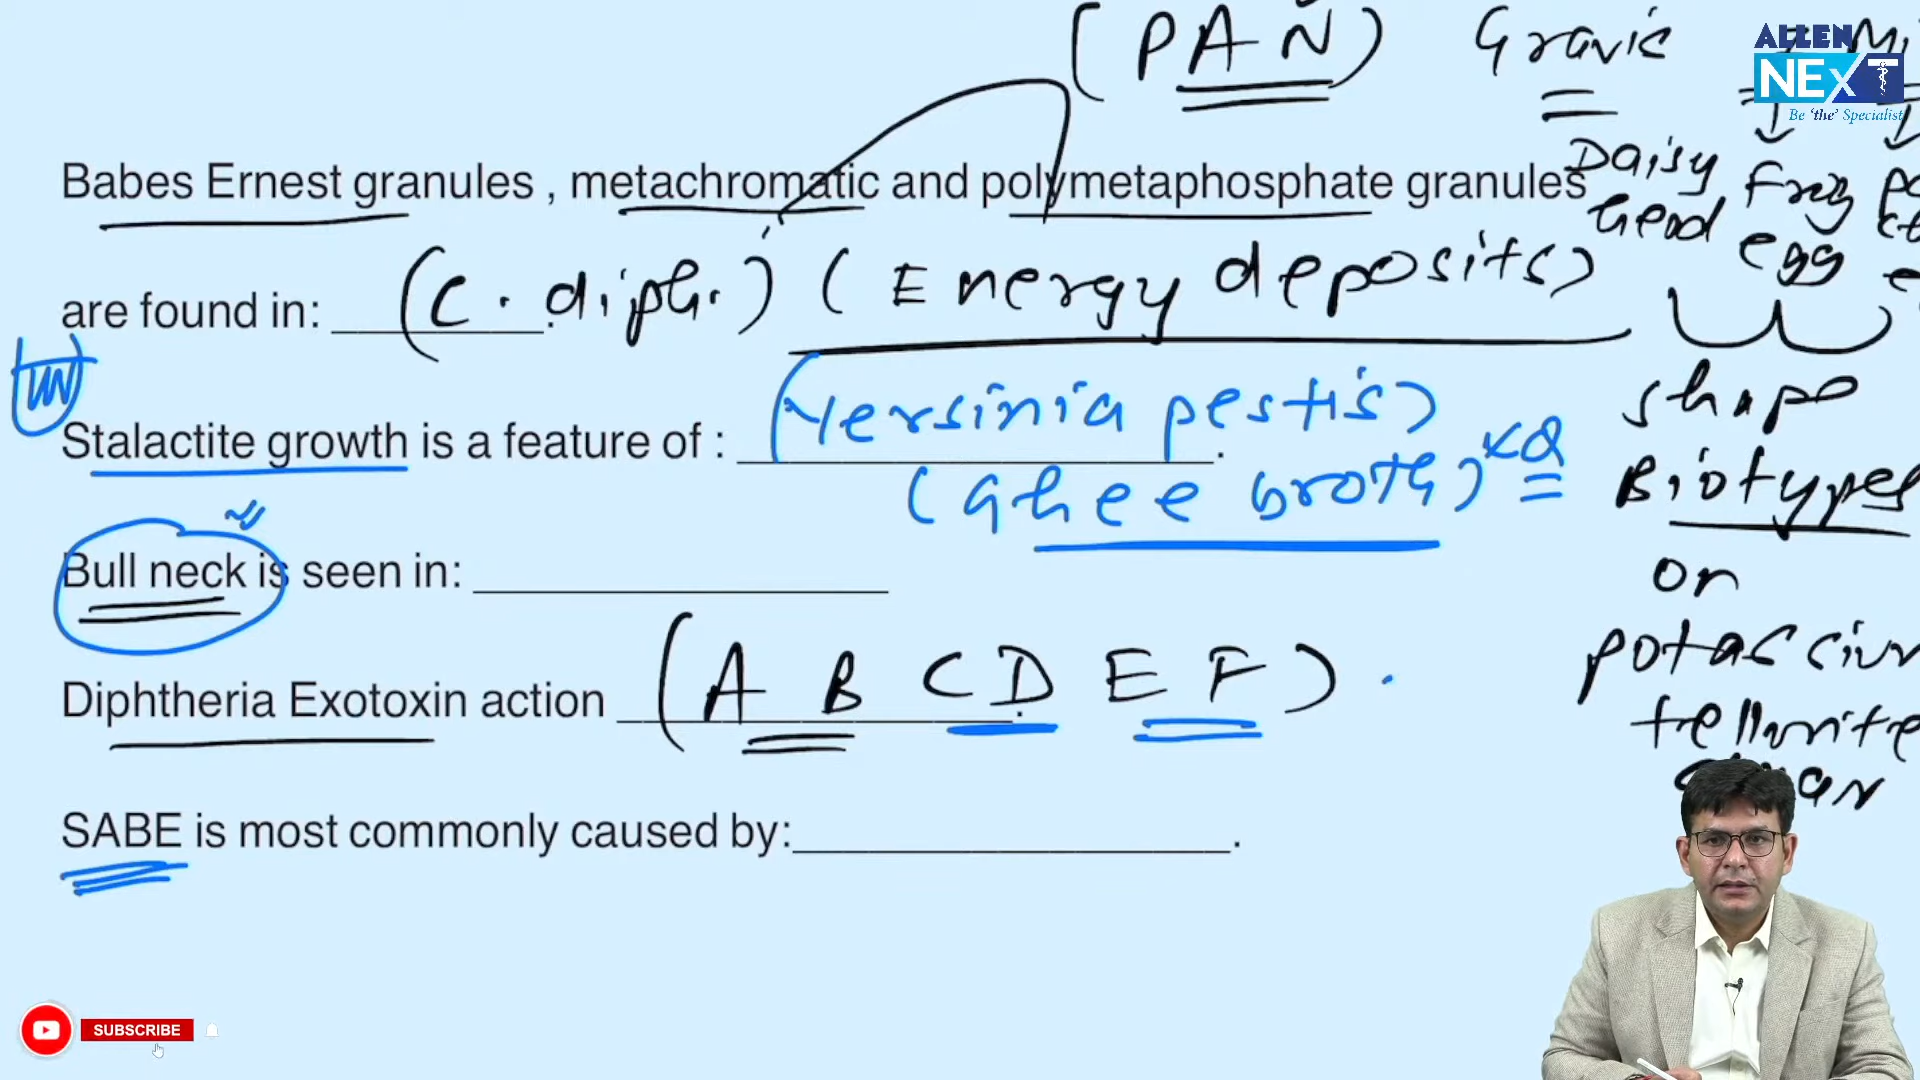 (PAN) Gravis
ALLEN
NExT
Be 'the' Specialist
Babes Ernest granules , metachromatic and polymetaphosphate granules
Daisy Frog
head egg
are found in: (C. diph.) (Energy deposits)
shape
Stalactite growth is a feature of : (Yersinia pestis)
(Ghee broth)
Biotypes
Bull neck is seen in:
or
Diphtheria Exotoxin action (A B C D E F)
potassium
tellurite
SABE is most commonly caused by:
SUBSCRIBE